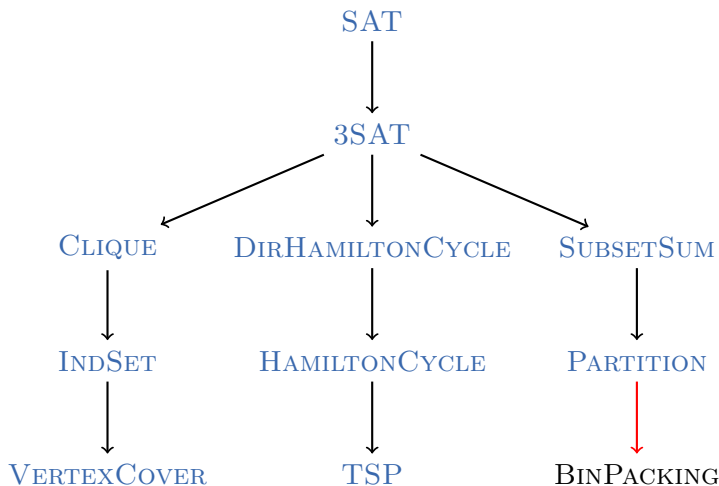 SAT
3SAT
CLIQUE DIRHAMILTONCYCLE SUBSETSUM
INDSET HAMILTONCYCLE PARTITION
VERTEXCOVER TSP BINPACKING